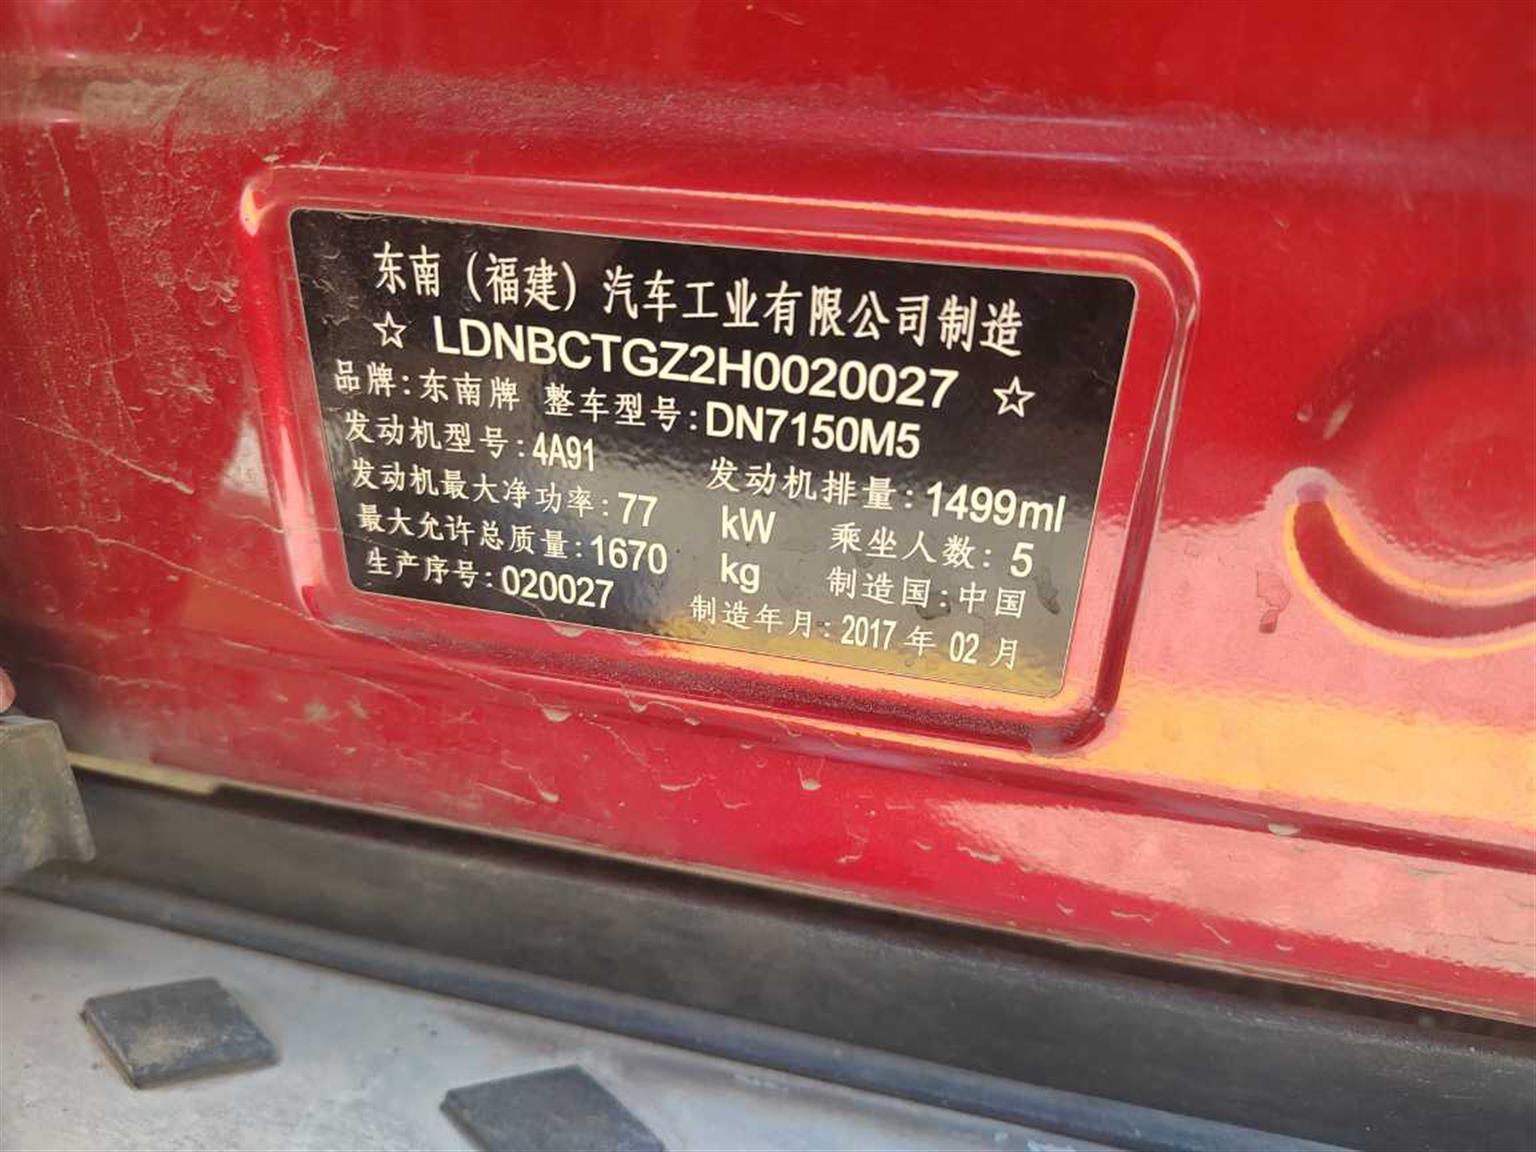 东南（福建）汽车工业有限公司制造
☆ LDNBCTGZ2H0020027 ☆
品牌：东南牌 整车型号：DN7150M5
发动机型号：4A91 发动机排量：1499ml
发动机最大净功率：77 kW 乘坐人数：5
最大允许总质量：1670 kg 制造国：中国
生产序号：020027 制造年月：2017 年 02 月